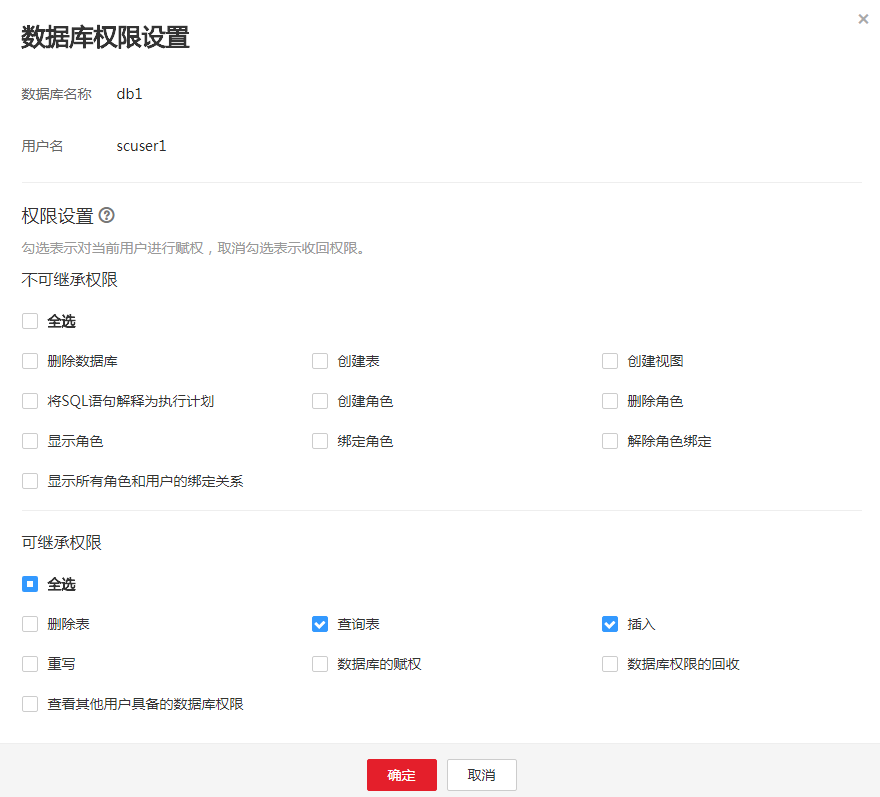 数据库权限设置
数据库名称 db1
用户名 scuser1
权限设置 ?
勾选表示对当前用户进行赋权，取消勾选表示收回权限。
不可继承权限
全选
删除数据库 创建表 创建视图
将SQL语句解释为执行计划 创建角色 删除角色
显示角色 绑定角色 解除角色绑定
显示所有角色和用户的绑定关系
可继承权限
全选
删除表 查询表 插入
重写 数据库的赋权 数据库权限的回收
查看其他用户具备的数据库权限
确定 取消